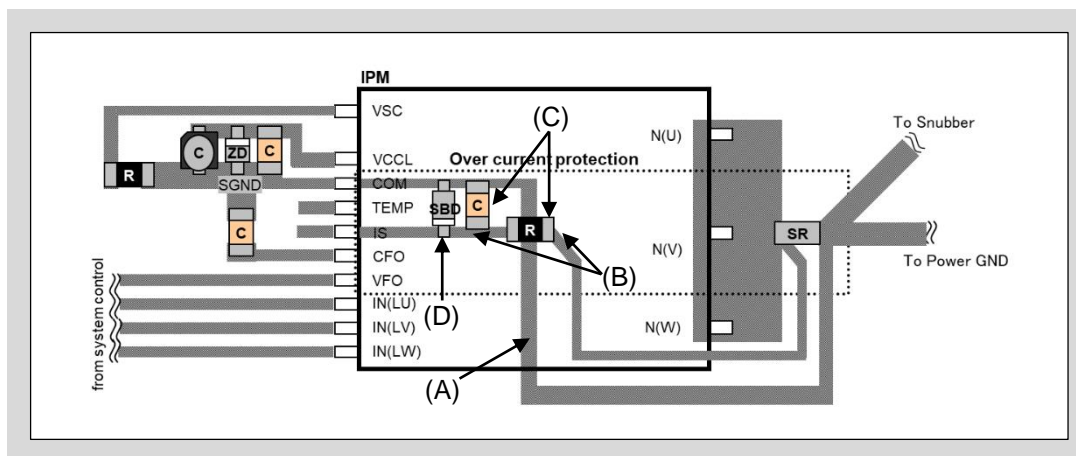 IPM
VSC
N(U)
To Snubber
(C)
C
ZD
C
VCCL
Over current protection
R
SGND
COM
TEMP
SBD
C
R
SR
C
IS
N(V)
To Power GND
CFO
(B)
VFO
(D)
IN(LU)
IN(LV)
N(W)
IN(LW)
from system control
(A)